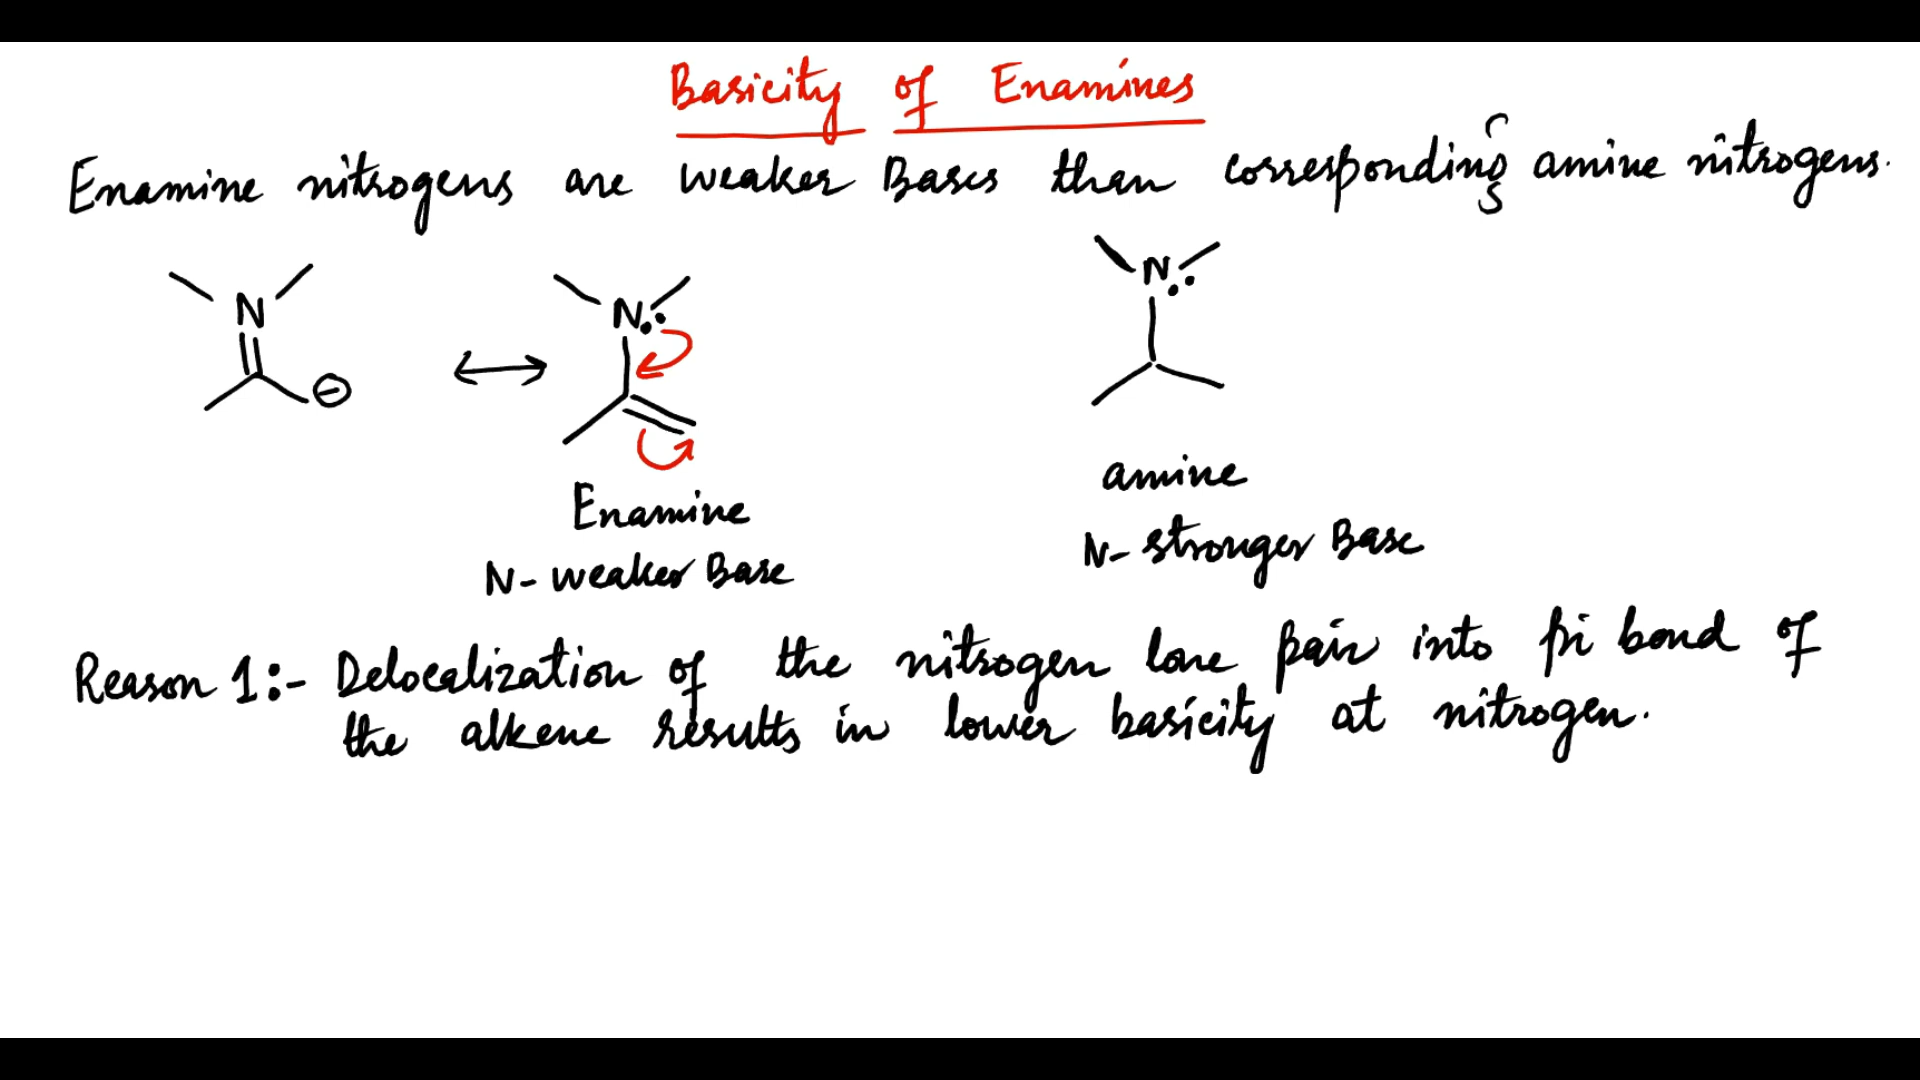 Basicity of Enamines
Enamine nitrogens are weaker Bases than corresponding amine nitrogens.
N
N
N
⊖
Enamine
N- weaker Base
amine
N- stronger Base
Reason 1:- Delocalization of the nitrogen lone pair into pi bond of
the alkene results in lower basicity at nitrogen.